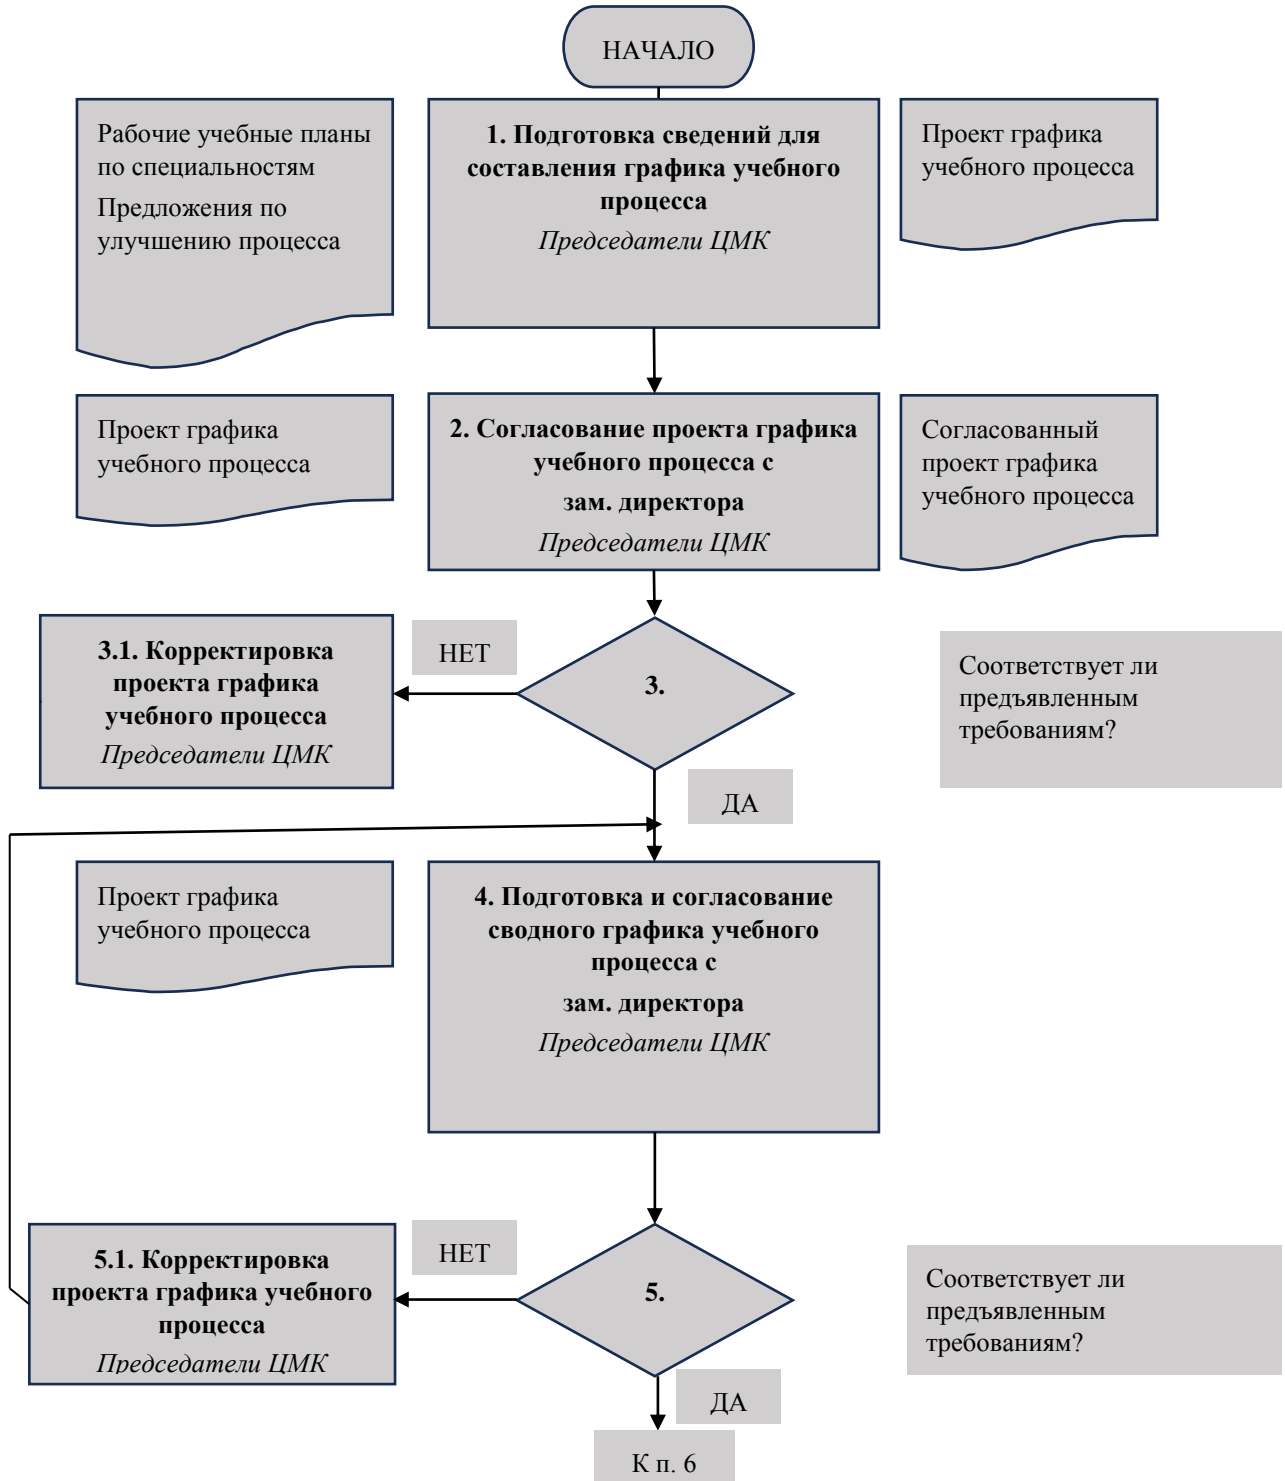 НАЧАЛО
Рабочие учебные планы
по специальностям
Предложения по
улучшению процесса
1. Подготовка сведений для
составления графика учебного
процесса
Председатели ЦМК
Проект графика
учебного процесса
Проект графика
учебного процесса
2. Согласование проекта графика
учебного процесса с
зам. директора
Председатели ЦМК
Согласованный
проект графика
учебного процесса
3.1. Корректировка
проекта графика
учебного процесса
Председатели ЦМК
НЕТ
3.
Соответствует ли
предъявленным
требованиям?
ДА
Проект графика
учебного процесса
4. Подготовка и согласование
сводного графика учебного
процесса с
зам. директора
Председатели ЦМК
5.1. Корректировка
проекта графика учебного
процесса
Председатели ЦМК
НЕТ
5.
Соответствует ли
предъявленным
требованиям?
ДА
К п. 6